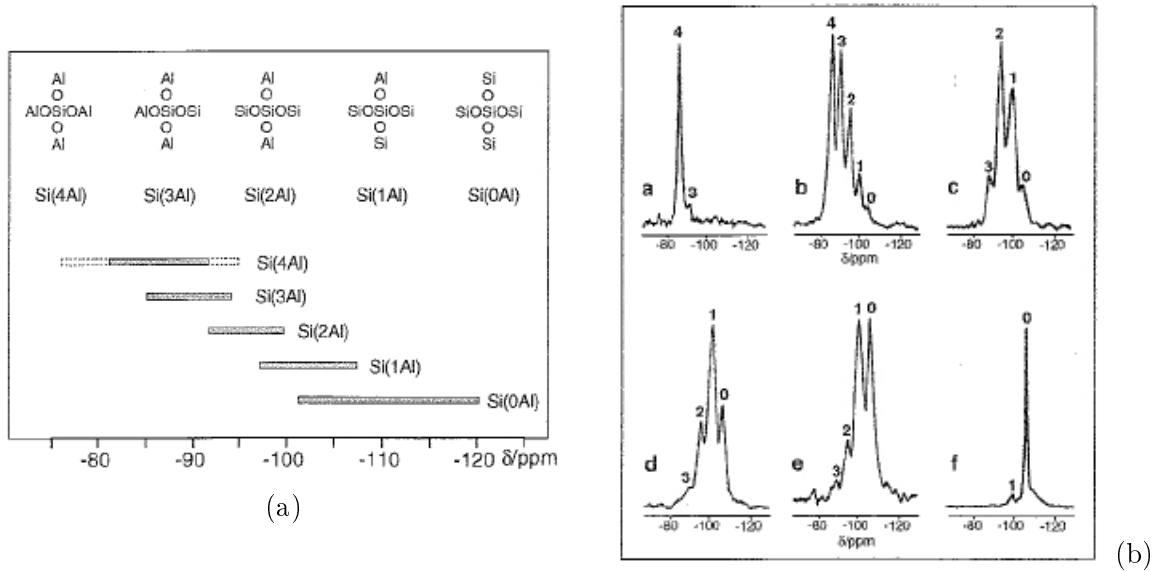 Al Al Al Al Si
O O O O O
AlOSiOAl AlOSiOSi SiOSiOSi SiOSiOSi SiOSiOSi
O O O O O
Al Al Al Si Si
Si(4Al) Si(3Al) Si(2Al) Si(1Al) Si(0Al)
Si(4Al)
Si(3Al)
Si(2Al)
Si(1Al)
Si(0Al)
-80 -90 -100 -110 -120 δ/ppm
(a)
4
3
a
-80 -100 -120
4
3
2
1
0
b
-80 -100 -120
δ/ppm
2
1
3
0
c
-80 -100 -120
1
0
2
3
d
-80 -100 -120
1 0
2
3
e
-80 -100 -120
δ/ppm
0
1
f
-80 -100 -120
(b)